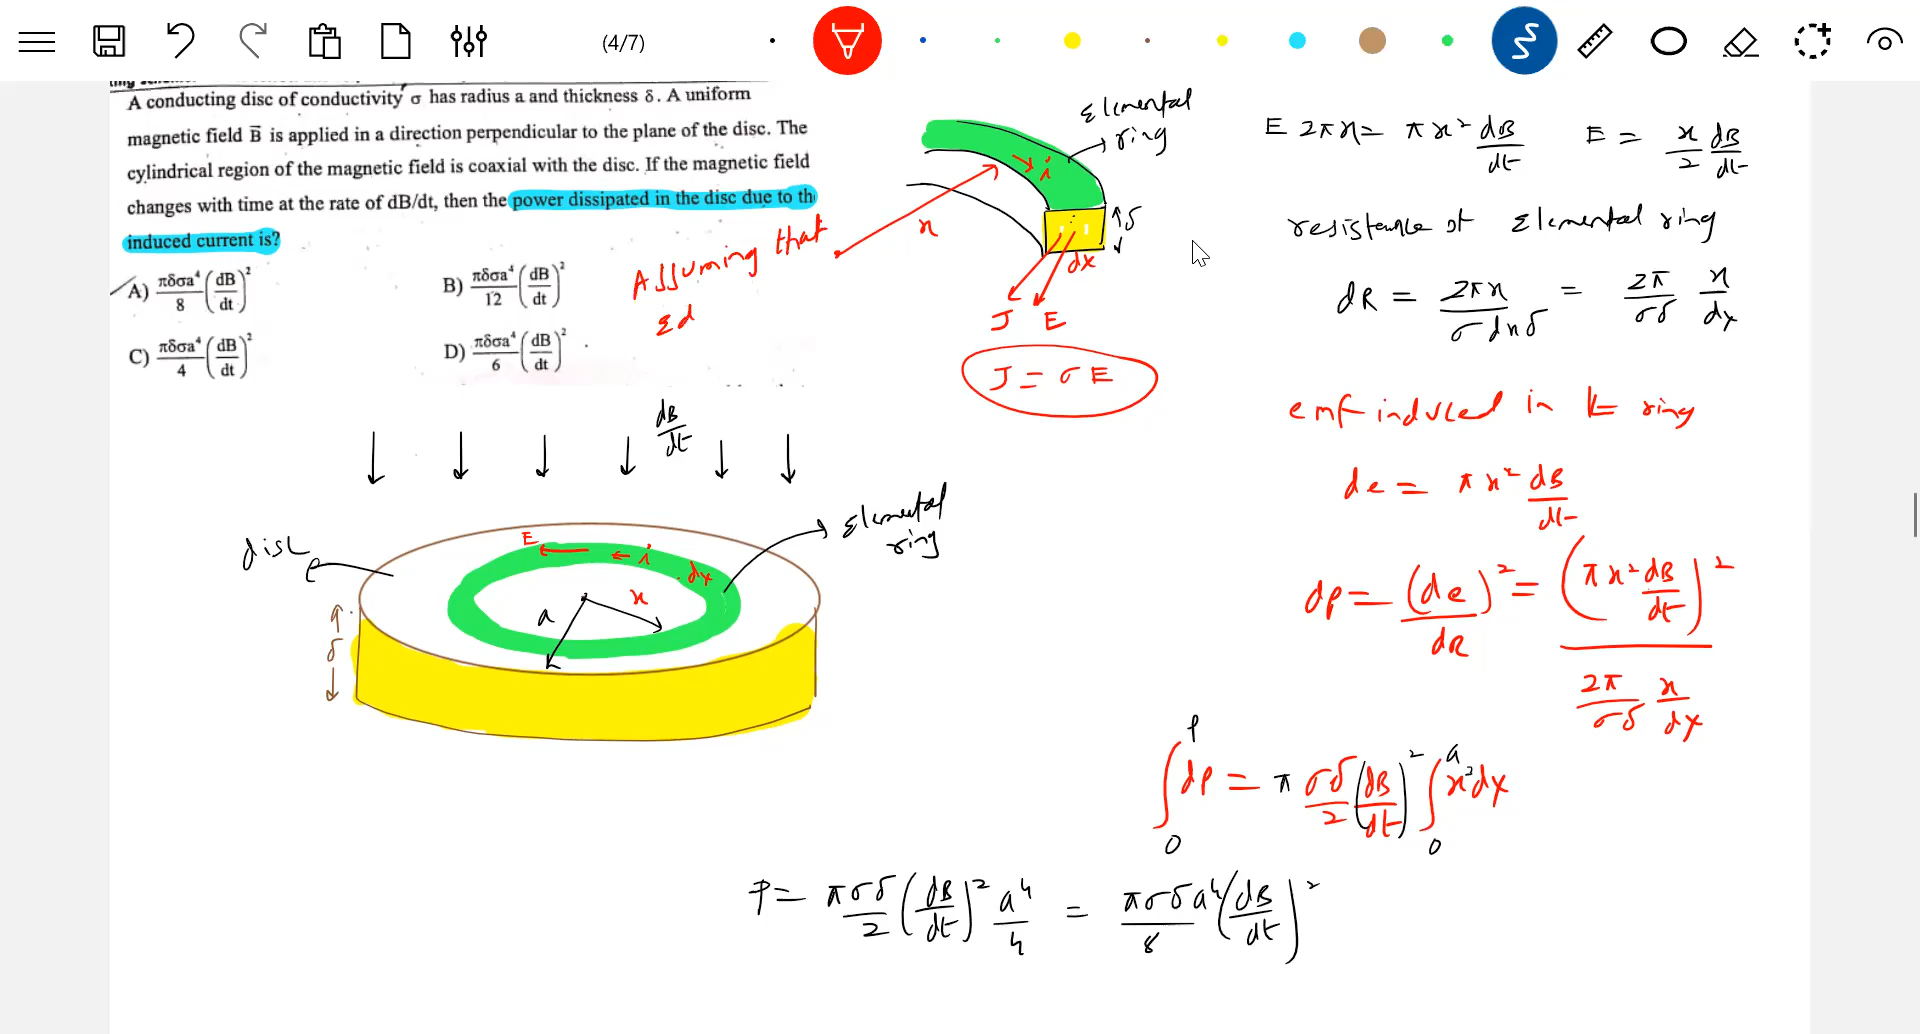 (4/7)
A conducting disc of conductivity σ has radius a and thickness δ. A uniform
magnetic field B̄ is applied in a direction perpendicular to the plane of the disc. The
cylindrical region of the magnetic field is coaxial with the disc. If the magnetic field
changes with time at the rate of dB/dt, then the power dissipated in the disc due to th
induced current is?
A) πδσa⁴/8 (dB/dt)²
B) πδσa⁴/12 (dB/dt)²
C) πδσa⁴/4 (dB/dt)²
D) πδσa⁴/6 (dB/dt)²
Assuming that
Ed
Elemental
ring
i
x
δ
dx
J E
J = σE
E 2πx = πx² dB/dt
E = x/2 dB/dt
resistance of Elemental ring
dR = 2πx/σdxδ = 2π/σδ x/dx
emf induced in ring
de = πx² dB/dt
dp = (de)²/dR = (πx² dB/dt)² / (2π/σδ x/dx)
dB/dt
disc
E
i
dx
x
a
δ
Elemental
ring
∫₀ᴾ dp = π σδ/2 (dB/dt)² ∫₀ᵃ x³dx
P = πσδ/2 (dB/dt)² a⁴/4 = πσδa⁴/8 (dB/dt)²